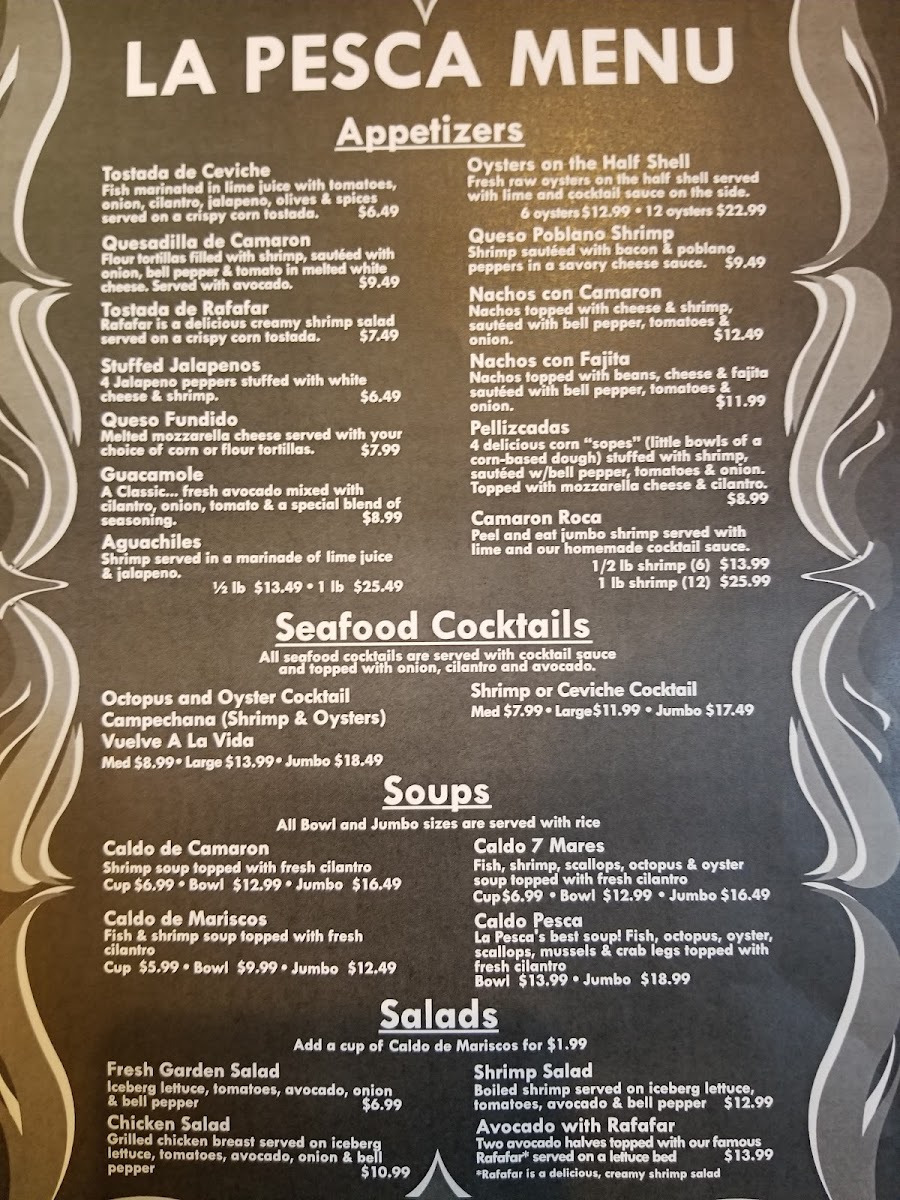 LA PESCA MENU
Appetizers
Tostada de Ceviche
Fish marinated in lime juice with tomatoes,
onion, cilantro, jalapeno, olives & spices
served on a crispy corn tostada. $6.49
Quesadilla de Camaron
Flour tortillas filled with shrimp, sautéed with
onion, bell pepper & tomato in melted white
cheese. Served with avocado. $9.49
Tostada de Rafafar
Rafafar is a delicious creamy shrimp salad
served on a crispy corn tostada. $7.49
Stuffed Jalapenos
4 Jalapeno peppers stuffed with white
cheese & shrimp. $6.49
Queso Fundido
Melted mozzarella cheese served with your
choice of corn or flour tortillas. $7.99
Guacamole
A Classic... fresh avocado mixed with
cilantro, onion, tomato & a special blend of
seasoning. $8.99
Aguachiles
Shrimp served in a marinade of lime juice
& jalapeno.
½ lb $13.49 • 1 lb $25.49
Oysters on the Half Shell
Fresh raw oysters on the half shell served
with lime and cocktail sauce on the side.
6 oysters $12.99 • 12 oysters $22.99
Queso Poblano Shrimp
Shrimp sautéed with bacon & poblano
peppers in a savory cheese sauce. $9.49
Nachos con Camaron
Nachos topped with cheese & shrimp,
sautéed with bell pepper, tomatoes &
onion. $12.49
Nachos con Fajita
Nachos topped with beans, cheese & fajita
sautéed with bell pepper, tomatoes &
onion. $11.99
Pellizcadas
4 delicious corn “sopes” (little bowls of a
corn-based dough) stuffed with shrimp,
sautéed w/bell pepper, tomatoes & onion.
Topped with mozzarella cheese & cilantro.
$8.99
Camaron Roca
Peel and eat jumbo shrimp served with
lime and our homemade cocktail sauce.
1/2 lb shrimp (6) $13.99
1 lb shrimp (12) $25.99
Seafood Cocktails
All seafood cocktails are served with cocktail sauce
and topped with onion, cilantro and avocado.
Octopus and Oyster Cocktail
Campechana (Shrimp & Oysters)
Vuelve A La Vida
Med $8.99 • Large $13.99 • Jumbo $18.49
Shrimp or Ceviche Cocktail
Med $7.99 • Large $11.99 • Jumbo $17.49
Soups
All Bowl and Jumbo sizes are served with rice
Caldo de Camaron
Shrimp soup topped with fresh cilantro
Cup $6.99 • Bowl $12.99 • Jumbo $16.49
Caldo de Mariscos
Fish & shrimp soup topped with fresh
cilantro
Cup $5.99 • Bowl $9.99 • Jumbo $12.49
Caldo 7 Mares
Fish, shrimp, scallops, octopus & oyster
soup topped with fresh cilantro
Cup $6.99 • Bowl $12.99 • Jumbo $16.49
Caldo Pesca
La Pesca's best soup! Fish, octopus, oyster,
scallops, mussels & crab legs topped with
fresh cilantro
Bowl $13.99 • Jumbo $18.99
Salads
Add a cup of Caldo de Mariscos for $1.99
Fresh Garden Salad
Iceberg lettuce, tomatoes, avocado, onion
& bell pepper $6.99
Chicken Salad
Grilled chicken breast served on iceberg
lettuce, tomatoes, avocado, onion & bell
pepper $10.99
Shrimp Salad
Boiled shrimp served on iceberg lettuce,
tomatoes, avocado & bell pepper $12.99
Avocado with Rafafar
Two avocado halves topped with our famous
Rafafar* served on a lettuce bed $13.99
*Rafafar is a delicious, creamy shrimp salad